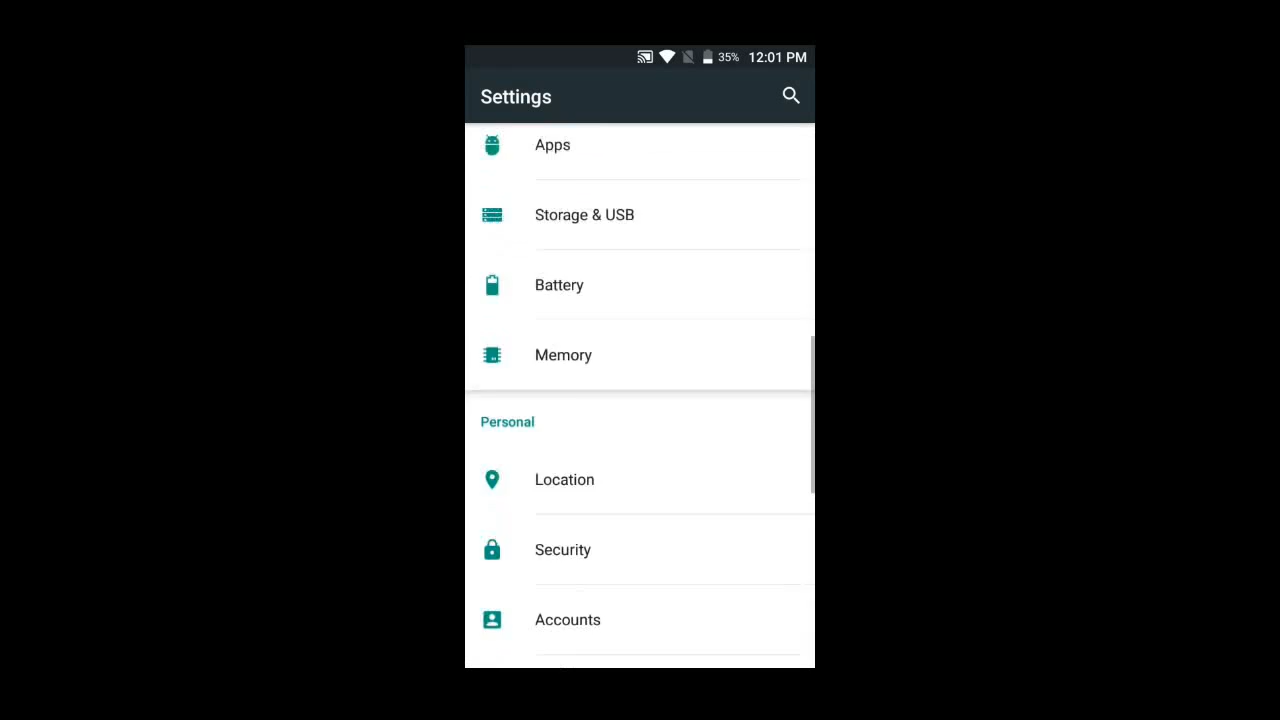 35% 12:01 PM
Settings
Apps
Storage & USB
Battery
Memory
Personal
Location
Security
Accounts